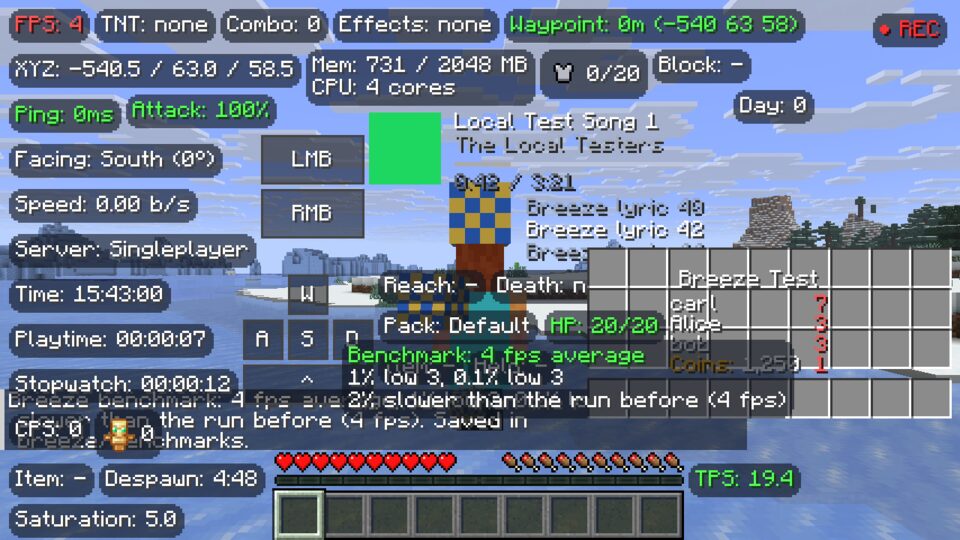 FPS: 4
TNT: none
Combo: 0
Effects: none
Waypoint: 0m (-540 63 58)
REC
XYZ: -540.5 / 63.0 / 58.5
Mem: 731 / 2048 MB
CPU: 4 cores
0/20
Block: -
Day: 0
Ping: 0ms
Attack: 100%
Local Test Song 1
The Local Testers
0:42 / 3:21
Facing: South (0°)
LMB
RMB
Speed: 0.00 b/s
Breeze lyric 40
Breeze lyric 42
Server: Singleplayer
Time: 15:43:00
W
Reach: -
Death: n
Breeze Test
carl 7
Alice 3
bob 3
Coins: 1,250 1
Playtime: 00:00:07
A
S
D
Pack: Default
HP: 20/20
Benchmark: 4 fps average
1% low 3, 0.1% low 3
2% slower than the run before (4 fps)
Stopwatch: 00:00:12
^
Breeze benchmark: 4 fps
than the run before (4 fps). Saved in
CPS: 0
0
Item: -
Despawn: 4:48
TPS: 19.4
Saturation: 5.0